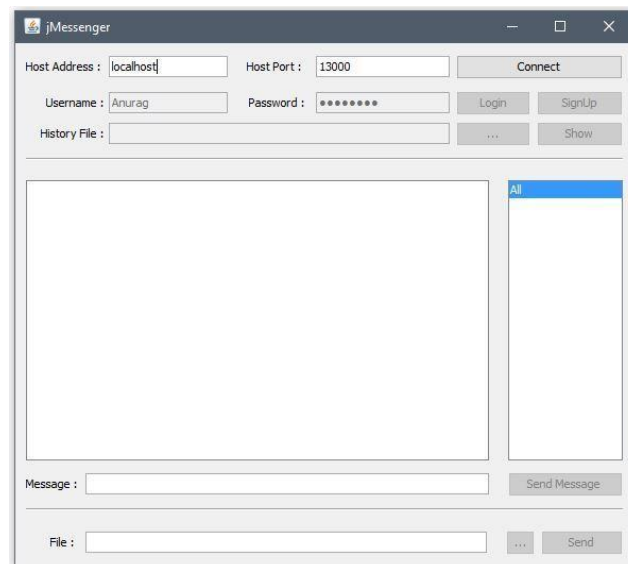 jMessenger
Host Address : localhost Host Port : 13000 Connect
Username : Anurag Password : ●●●●●●●● Login SignUp
History File : ... Show
All
Message : Send Message
File : ... Send